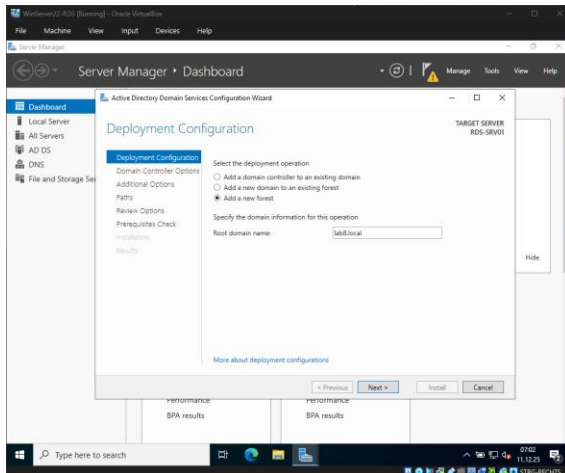 WinServer22-RDS [Running] - Oracle VirtualBox
File Machine View Input Devices Help
Server Manager
Server Manager • Dashboard
Manage Tools View Help
Dashboard
Local Server
All Servers
AD DS
DNS
File and Storage Se
Active Directory Domain Services Configuration Wizard
Deployment Configuration
TARGET SERVER
RDS-SRV01
Deployment Configuration
Domain Controller Options
Additional Options
Paths
Review Options
Prerequisites Check
Installation
Results
Select the deployment operation
Add a domain controller to an existing domain
Add a new domain to an existing forest
Add a new forest
Specify the domain information for this operation
Root domain name: lab8.local
More about deployment configurations
< Previous Next > Install Cancel
Hide
Performance Performance
BPA results BPA results
Type here to search
07:02
11.12.25
STRG-RECHTS